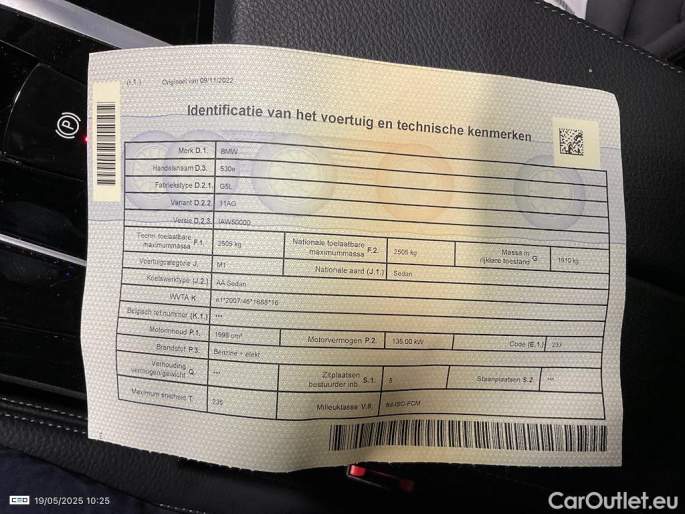 (r.1.) Origineel van 09/11/2022
Identificatie van het voertuig en technische kenmerken
Merk D.1. BMW
Handelsnaam D.3. 530e
Fabriekstype D.2.1. G5L
Variant D.2.2. 11AG
Versie D.2.3.
Techn. toelaatbare maximummassa F.1. 2505 kg Nationale toelaatbare maximummassa F.2. 2505 kg Massa in rijklare toestand G. 1910 kg
Voertuigcategorie J. M1 Nationale aard (J.1.) Sedan
Koetswerktype (J.2.) AA Sedan
WVTA K. e1*2007/46*1688*16
Belgisch ref.nummer (K.1.) ***
Motorinhoud P.1. 1998 cm³ Motorvermogen P.2. 135.00 kW Code (E.1.)
Brandstof P.3. Benzine + elekt
Verhouding vermogen/gewicht Q. *** Zitplaatsen bestuurder inb. S.1. 5 Staanplaatsen S.2. ***
Maximum snelheid T. 235 Milieuklasse V.9.
19/05/2025 10:25
CarOutlet.eu